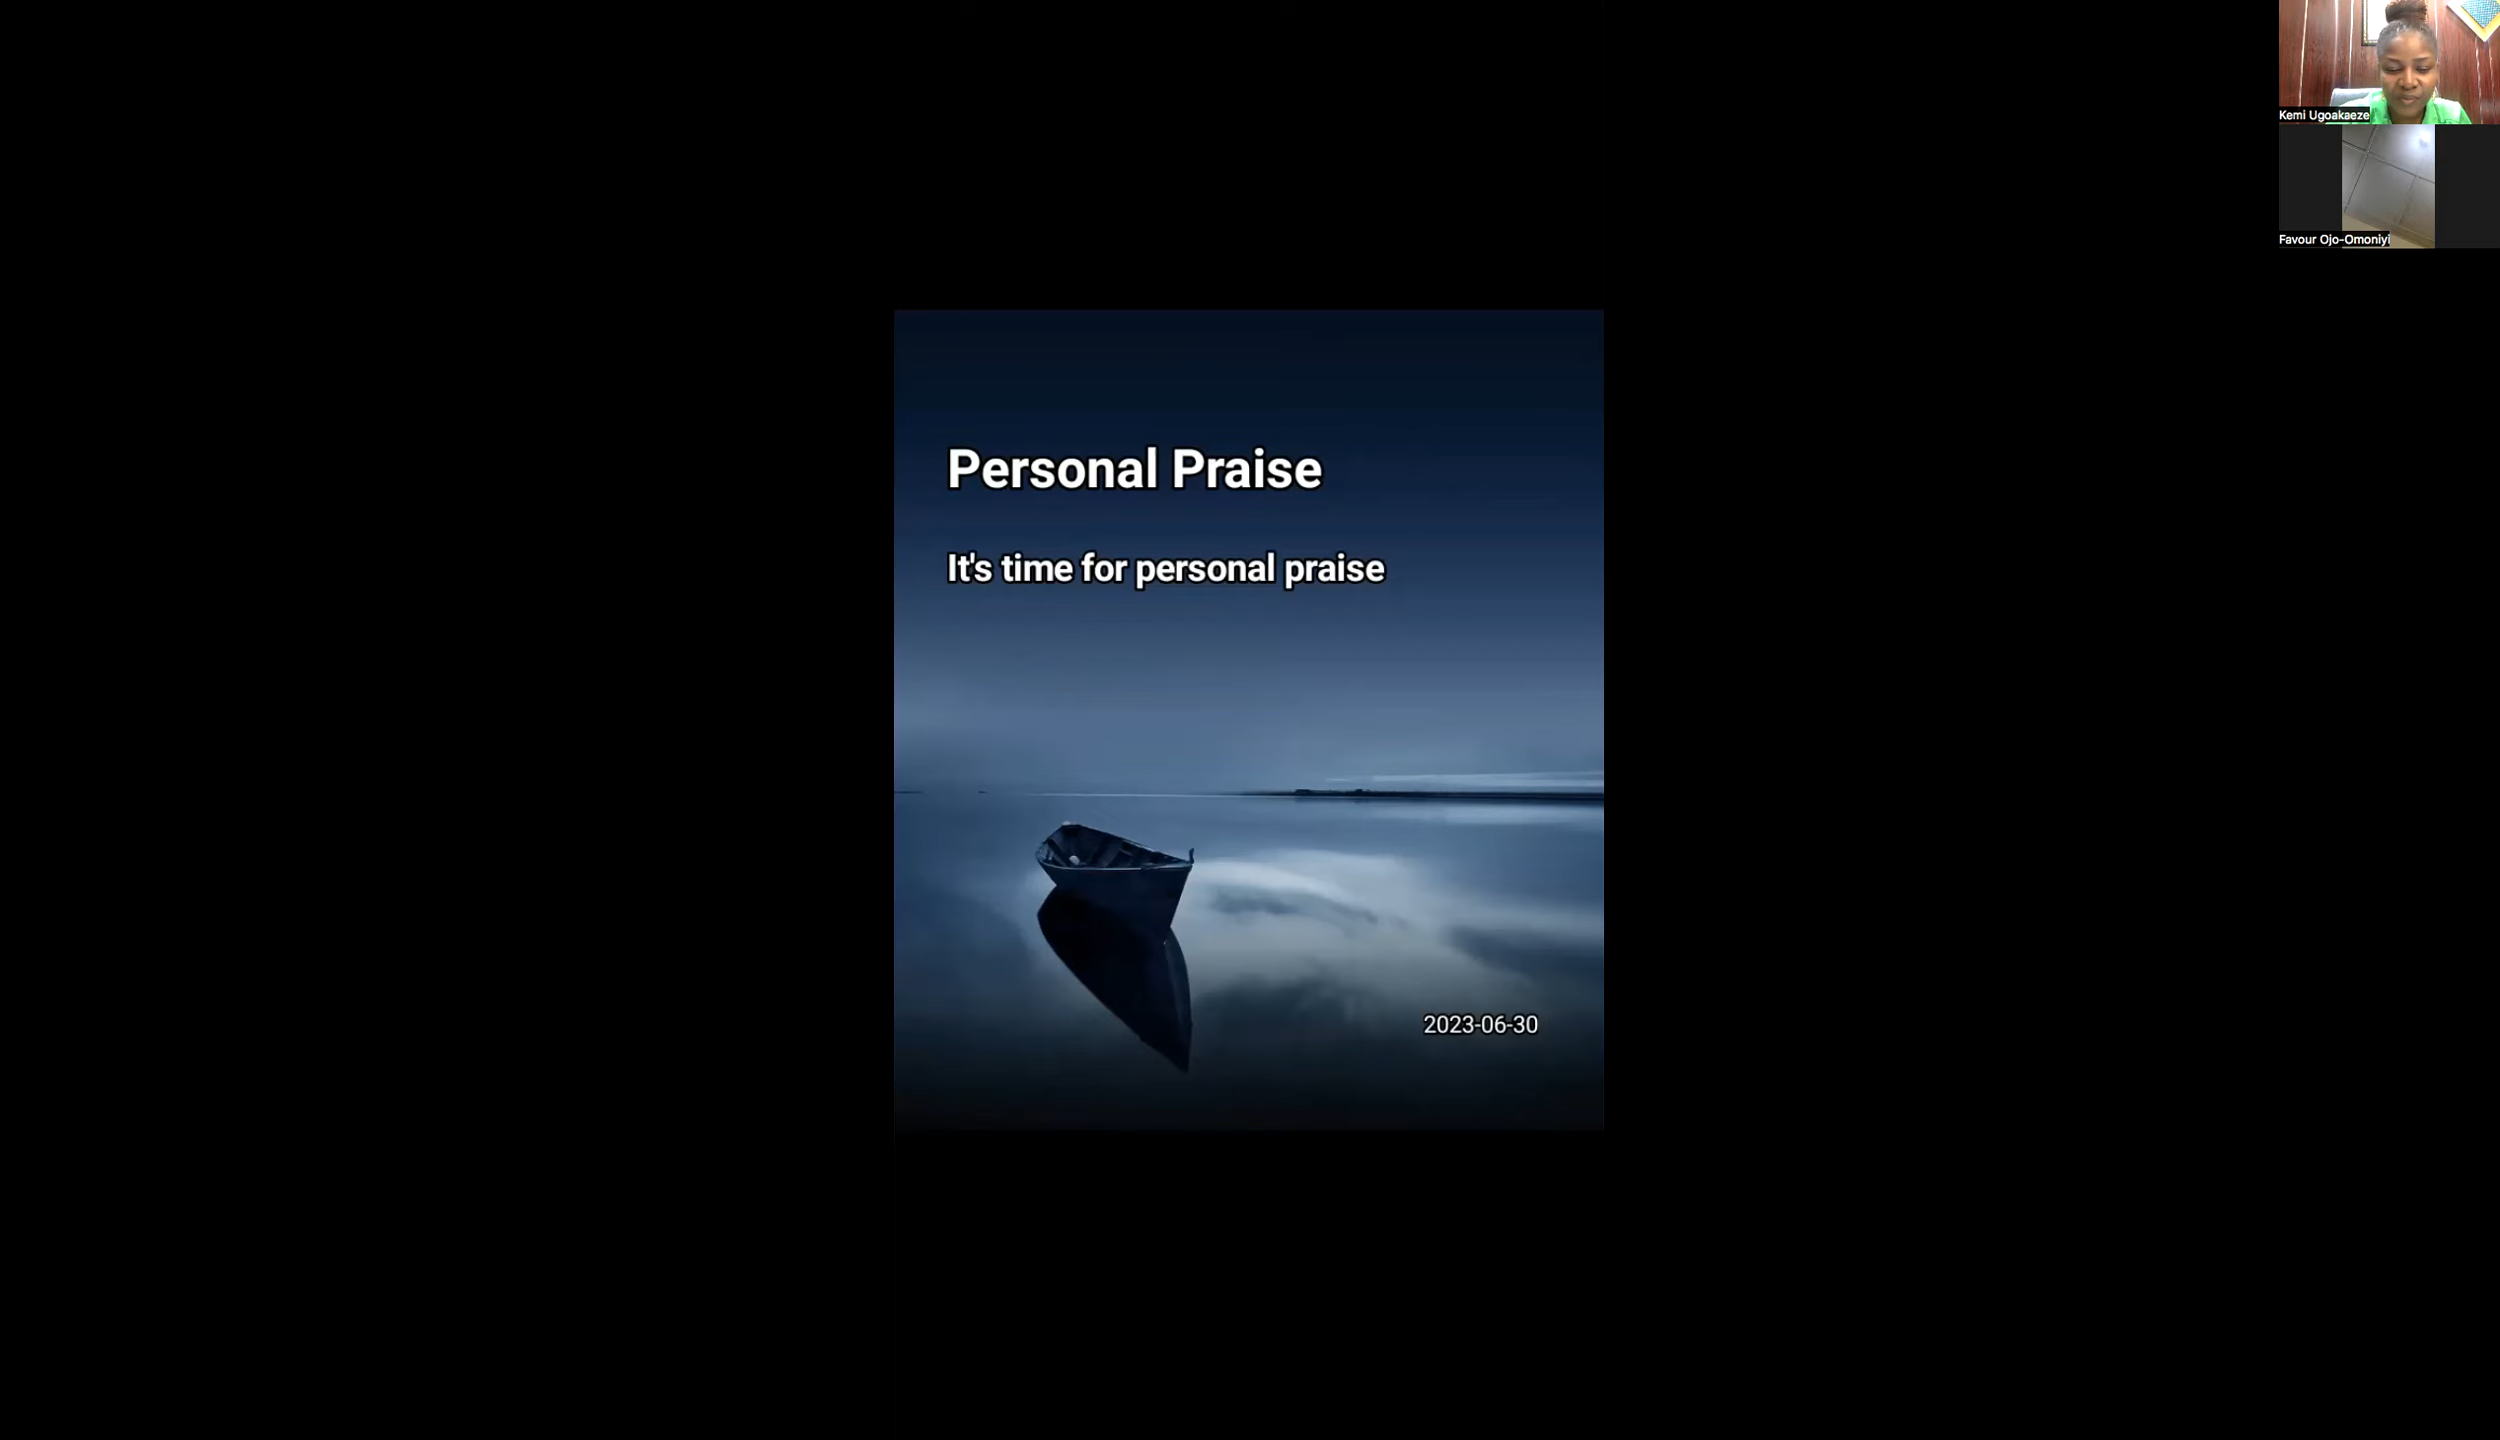 Kemi Ugoakaeze
Favour Ojo-Omoniyi
Personal Praise
It's time for personal praise
2023-06-30